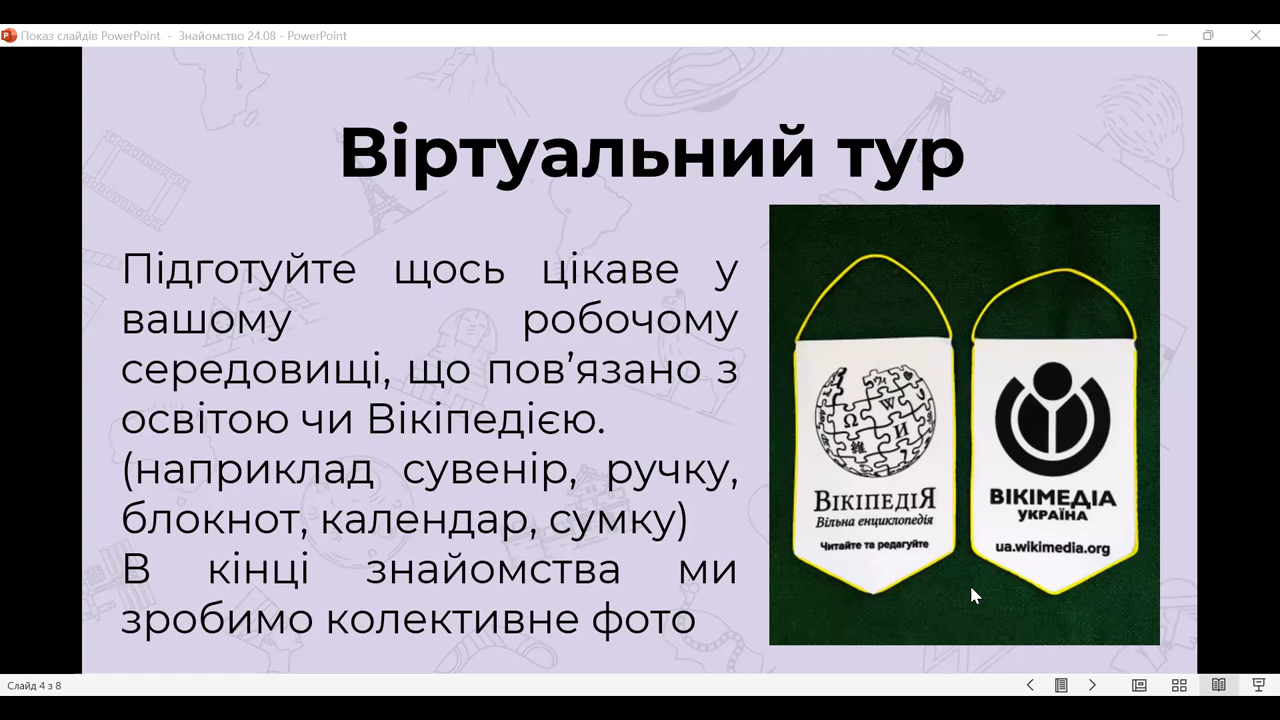 Показ слайдів PowerPoint - Знайомство 24.08 - PowerPoint
Віртуальний тур
Підготуйте щось цікаве у
вашому робочому
середовищі, що пов’язано з
освітою чи Вікіпедією.
(наприклад сувенір, ручку,
блокнот, календар, сумку)
В кінці знайомства ми
зробимо колективне фото
ВІКІПЕДІЯ
Вільна енциклопедія
Читайте та редагуйте
ВІКІМЕДІА
УКРАЇНА
ua.wikimedia.org
Слайд 4 з 8